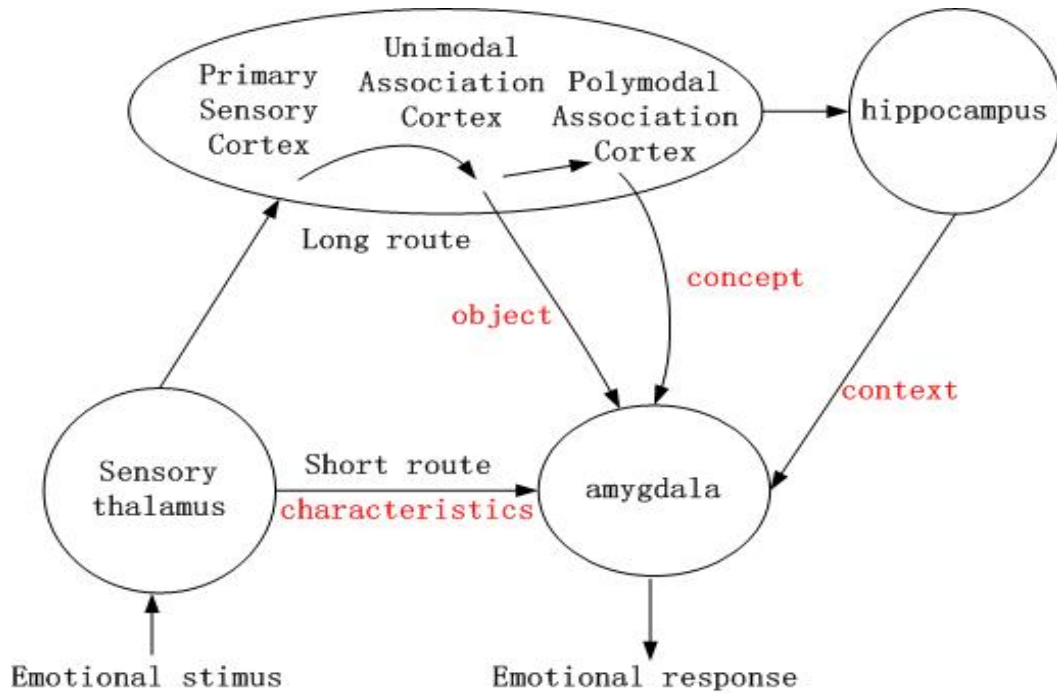 Primary
Sensory
Cortex
Unimodal
Association
Cortex
Polymodal
Association
Cortex
hippocampus
Long route
object
concept
context
Sensory
thalamus
Short route
characteristics
amygdala
Emotional stimus
Emotional response